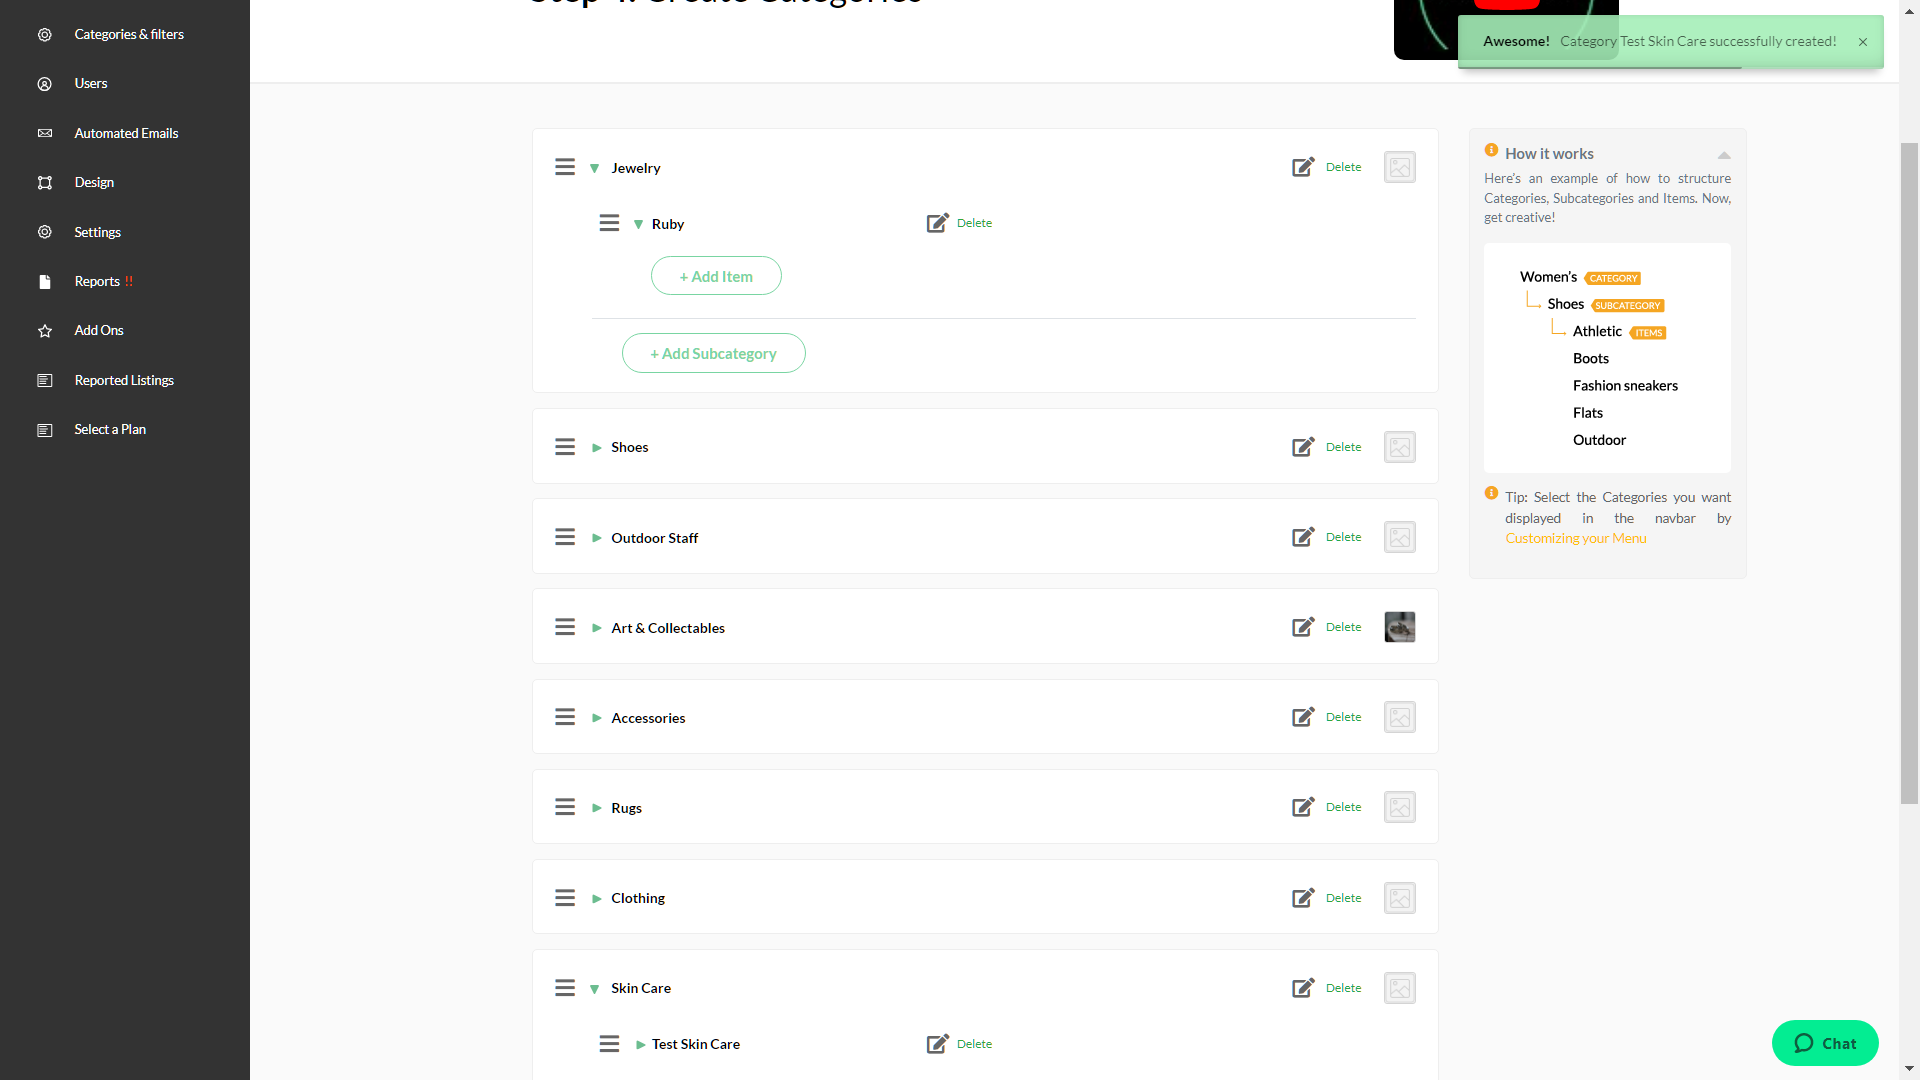 Step 4: Create Categories
Categories & filters
Users
Automated Emails
Design
Settings
Reports !!
Add Ons
Reported Listings
Select a Plan
Awesome! Category Test Skin Care successfully created! ×
Jewelry
Delete
Ruby
Delete
+ Add Item
+ Add Subcategory
Shoes
Delete
Outdoor Staff
Delete
Art & Collectables
Delete
Accessories
Delete
Rugs
Delete
Clothing
Delete
Skin Care
Delete
Test Skin Care
Delete
How it works
Here's an example of how to structure
Categories, Subcategories and Items. Now,
get creative!
Women's CATEGORY
Shoes SUBCATEGORY
Athletic ITEMS
Boots
Fashion sneakers
Flats
Outdoor
Tip: Select the Categories you want
displayed in the navbar by
Customizing your Menu
Chat